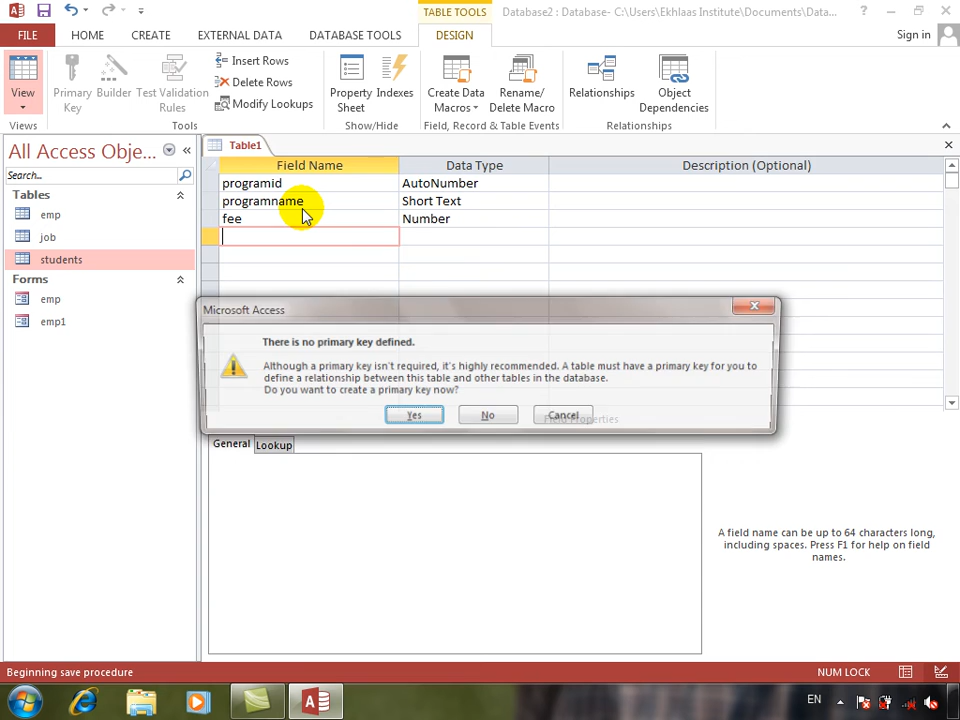 TABLE TOOLS
Database2 : Database- C:\Users\Ekhlaas Institute\Documents\Data...
?
FILE
HOME
CREATE
EXTERNAL DATA
DATABASE TOOLS
DESIGN
Sign in
View
Primary Key
Builder
Test Validation Rules
Insert Rows
Delete Rows
Modify Lookups
Property Sheet
Indexes
Create Data Macros
Rename/ Delete Macro
Relationships
Object Dependencies
Views
Tools
Show/Hide
Field, Record & Table Events
Relationships
All Access Obje...
Search...
Tables
emp
job
students
Forms
emp
emp1
Table1
Field Name
Data Type
Description (Optional)
programid
AutoNumber
programname
Short Text
fee
Number
Microsoft Access
There is no primary key defined.
Although a primary key isn't required, it's highly recommended. A table must have a primary key for you to
define a relationship between this table and other tables in the database.
Do you want to create a primary key now?
Yes
No
Cancel
Field Properties
General
Lookup
A field name can be up to 64 characters long,
including spaces. Press F1 for help on field
names.
Beginning save procedure
NUM LOCK
EN